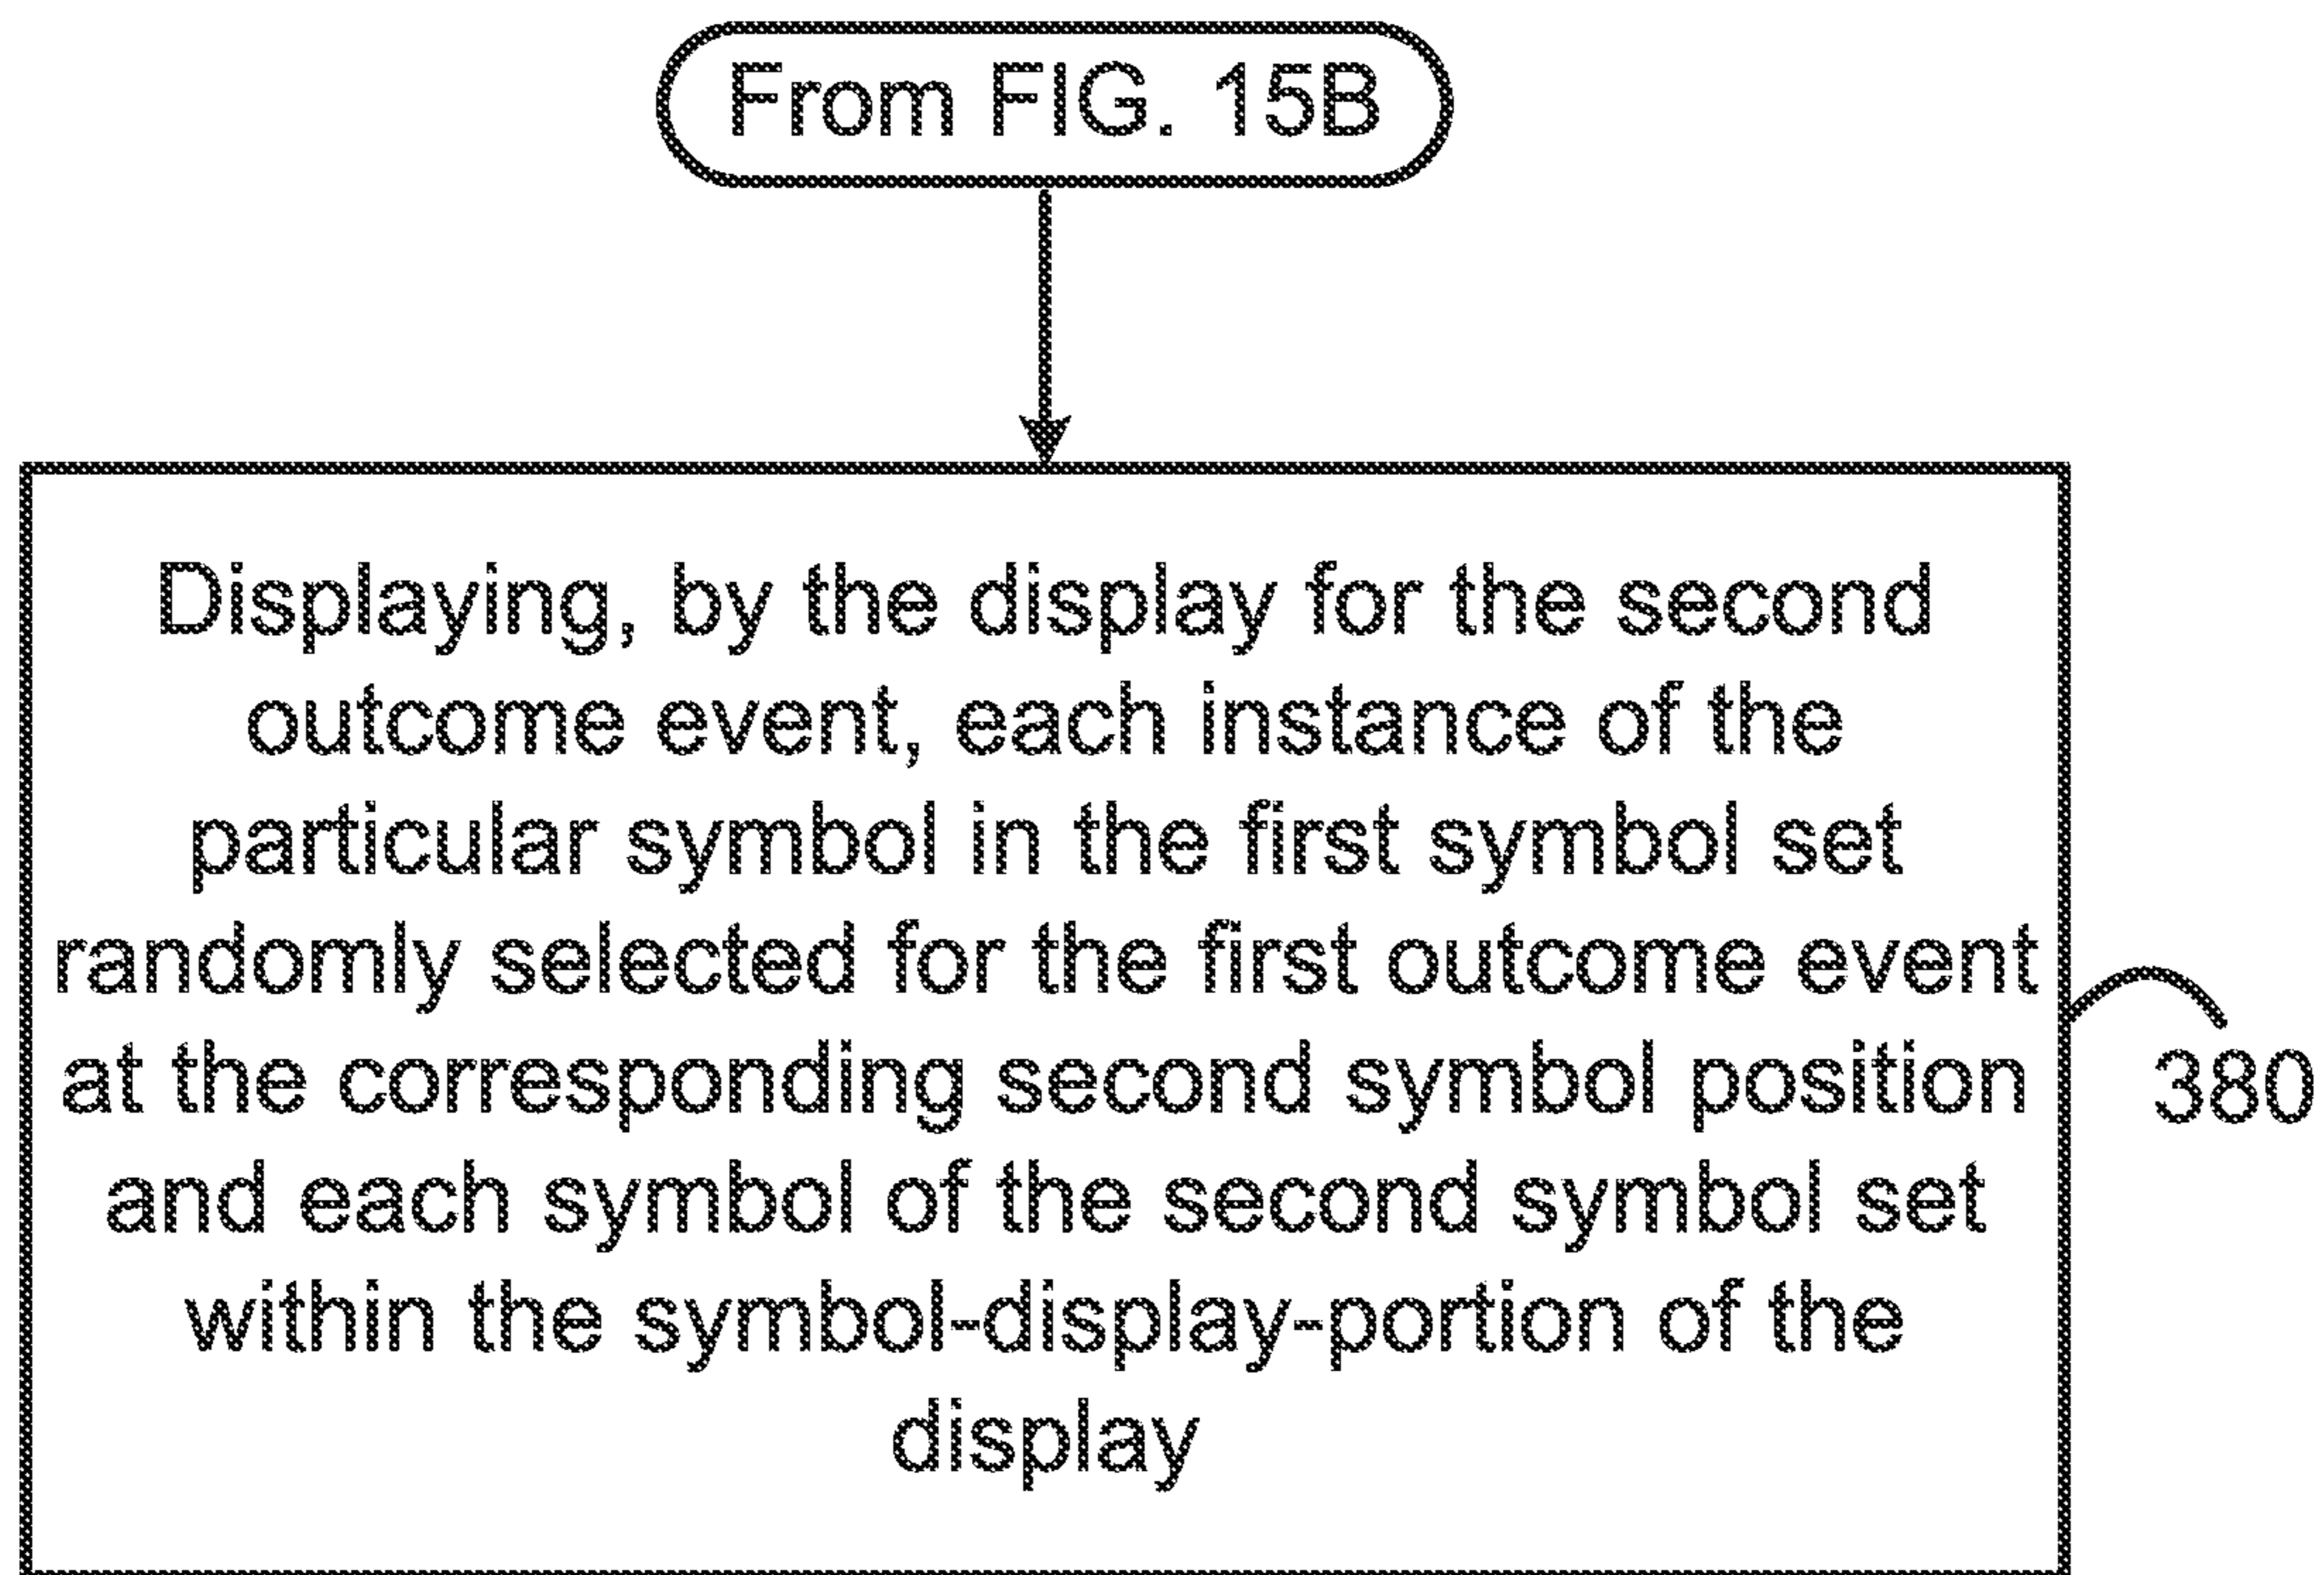 From FIG. 15B
Displaying, by the display for the second
outcome event, each instance of the
particular symbol in the first symbol set
randomly selected for the first outcome event
at the corresponding second symbol position
and each symbol of the second symbol set
within the symbol-display-portion of the
display
380